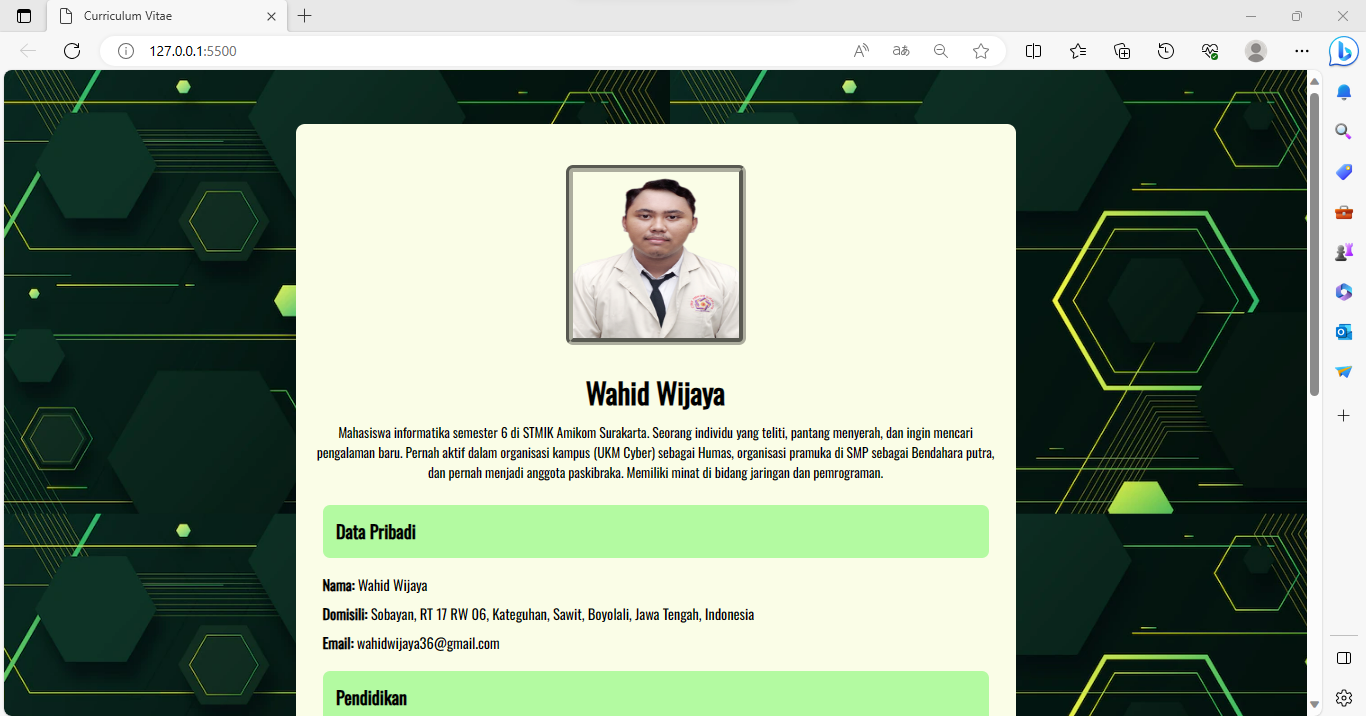 Curriculum Vitae
127.0.0.1:5500
Wahid Wijaya
Mahasiswa informatika semester 6 di STMIK Amikom Surakarta. Seorang individu yang teliti, pantang menyerah, dan ingin mencari
pengalaman baru. Pernah aktif dalam organisasi kampus (UKM Cyber) sebagai Humas, organisasi pramuka di SMP sebagai Bendahara putra,
dan pernah menjadi anggota paskibraka. Memiliki minat di bidang jaringan dan pemrograman.
Data Pribadi
Nama: Wahid Wijaya
Domisili: Sobayan, RT 17 RW 06, Kateguhan, Sawit, Boyolali, Jawa Tengah, Indonesia
Email: wahidwijaya36@gmail.com
Pendidikan